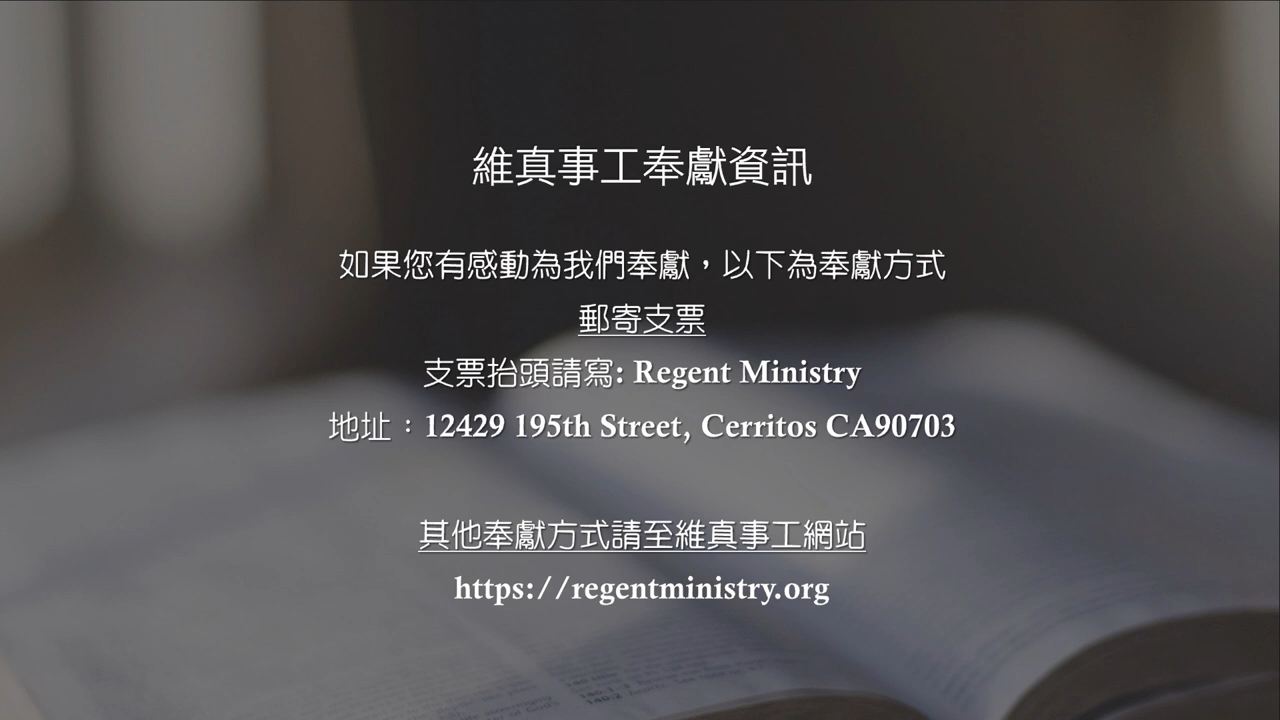 維真事工奉獻資訊
如果您有感動為我們奉獻，以下為奉獻方式
郵寄支票
支票抬頭請寫: Regent Ministry
地址：12429 195th Street, Cerritos CA90703
其他奉獻方式請至維真事工網站
https://regentministry.org